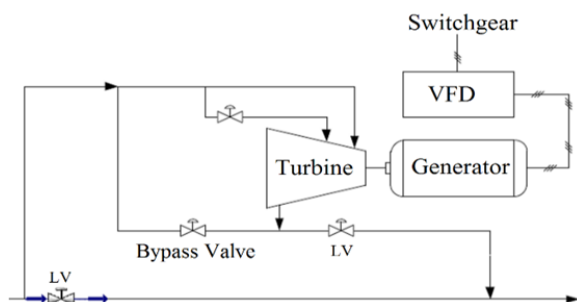 Switchgear
VFD
Turbine
Generator
Bypass Valve
LV
LV